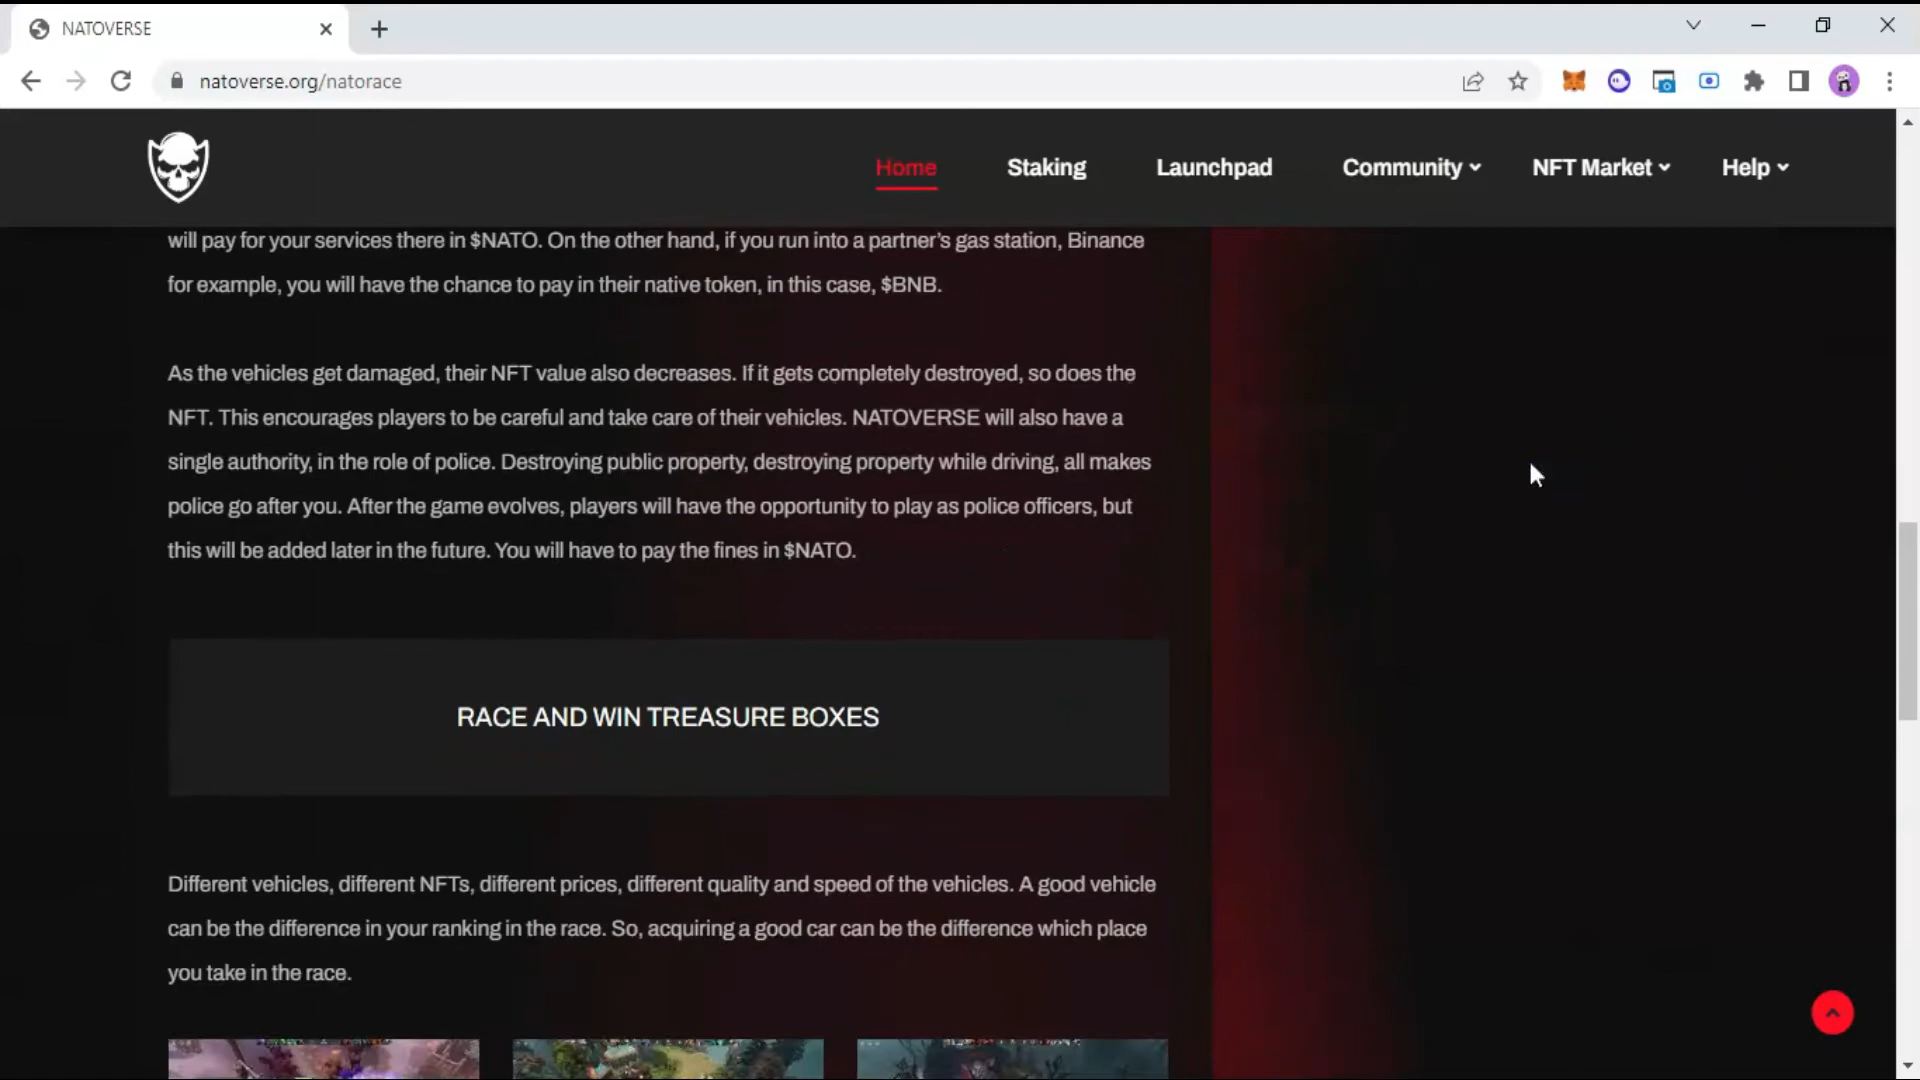 NATOVERSE
natoverse.org/natorace
Home Staking Launchpad Community NFT Market Help
will pay for your services there in $NATO. On the other hand, if you run into a partner’s gas station, Binance
for example, you will have the chance to pay in their native token, in this case, $BNB.
As the vehicles get damaged, their NFT value also decreases. If it gets completely destroyed, so does the
NFT. This encourages players to be careful and take care of their vehicles. NATOVERSE will also have a
single authority, in the role of police. Destroying public property, destroying property while driving, all makes
police go after you. After the game evolves, players will have the opportunity to play as police officers, but
this will be added later in the future. You will have to pay the fines in $NATO.
RACE AND WIN TREASURE BOXES
Different vehicles, different NFTs, different prices, different quality and speed of the vehicles. A good vehicle
can be the difference in your ranking in the race. So, acquiring a good car can be the difference which place
you take in the race.